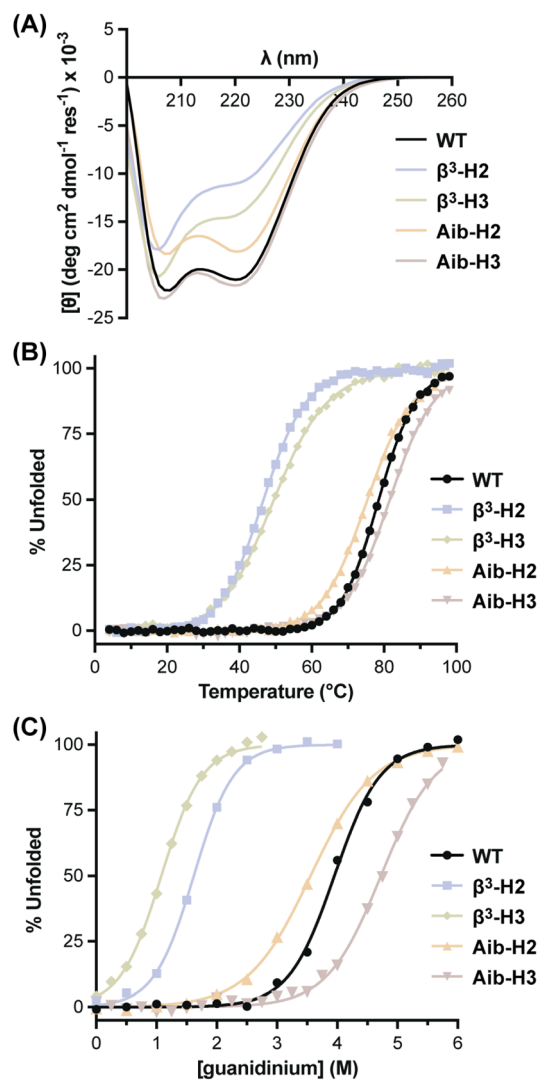 (A)
[θ] (deg cm² dmol⁻¹ res⁻¹) x 10⁻³
λ (nm)
210 220 230 240 250 260
0
-5
-10
-15
-20
-25
WT
β³-H2
β³-H3
Aib-H2
Aib-H3
(B)
% Unfolded
100
75
50
25
0
0 20 40 60 80 100
Temperature (°C)
WT
β³-H2
β³-H3
Aib-H2
Aib-H3
(C)
% Unfolded
100
75
50
25
0
0 1 2 3 4 5 6
[guanidinium] (M)
WT
β³-H2
β³-H3
Aib-H2
Aib-H3